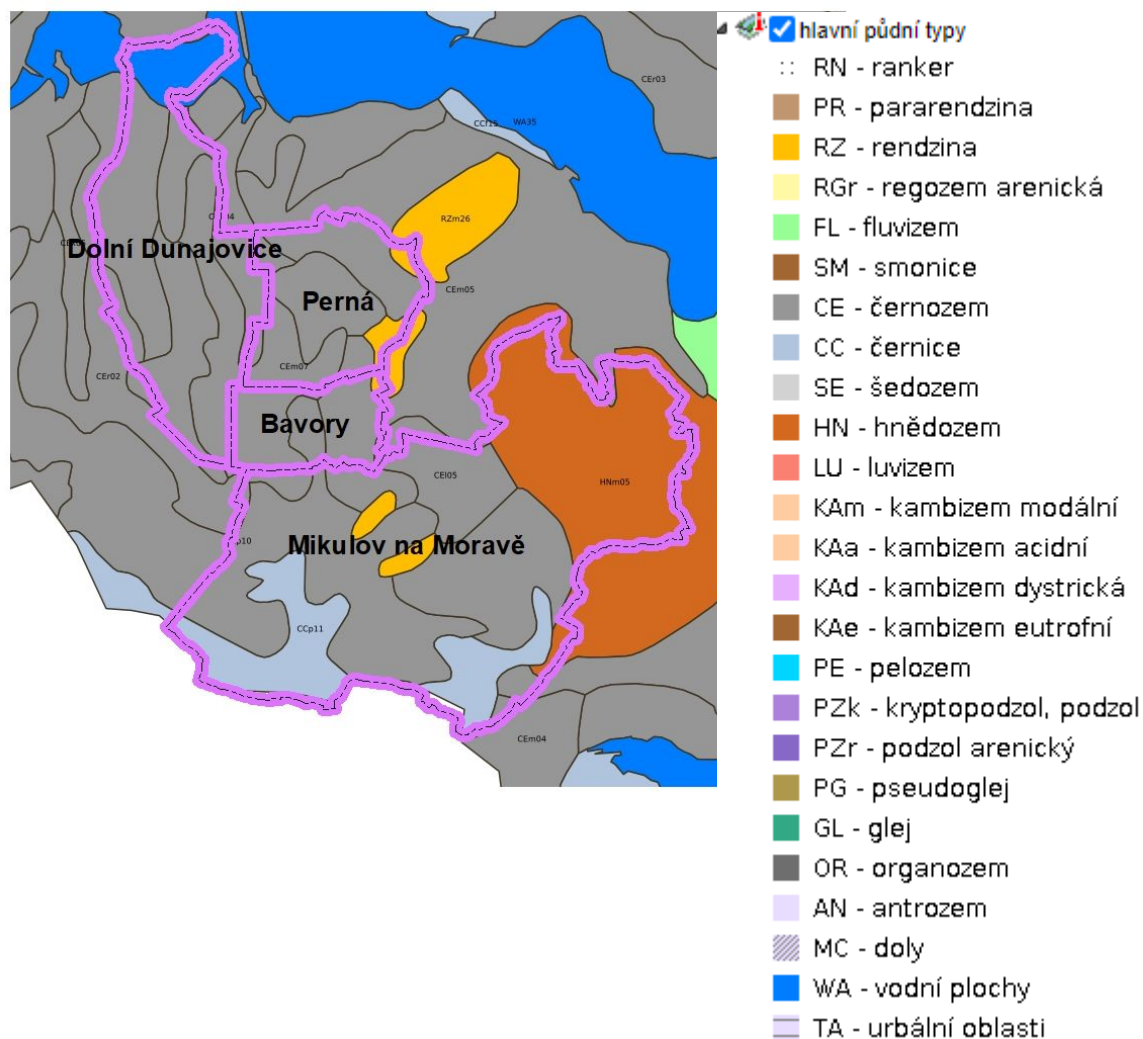 hlavní půdní typy
RN - ranker
PR - pararendzina
RZ - rendzina
RGr - regozem arenická
FL - fluvizem
SM - smonice
CE - černozem
CC - černice
SE - šedozem
HN - hnědozem
LU - luvizem
KAm - kambizem modální
KAa - kambizem acidní
KAd - kambizem dystrická
KAe - kambizem eutrofní
PE - pelozem
PZk - kryptopodzol, podzol
PZr - podzol arenický
PG - pseudoglej
GL - glej
OR - organozem
AN - antrozem
MC - doly
WA - vodní plochy
TA - urbální oblasti
CEr03
CCf15
WA35
RZm26
Dolní Dunajovice
CEm05
Perná
CEm07
CEr02
Bavory
CEl05
HNm05
Mikulov na Moravě
CCp11
CEm04